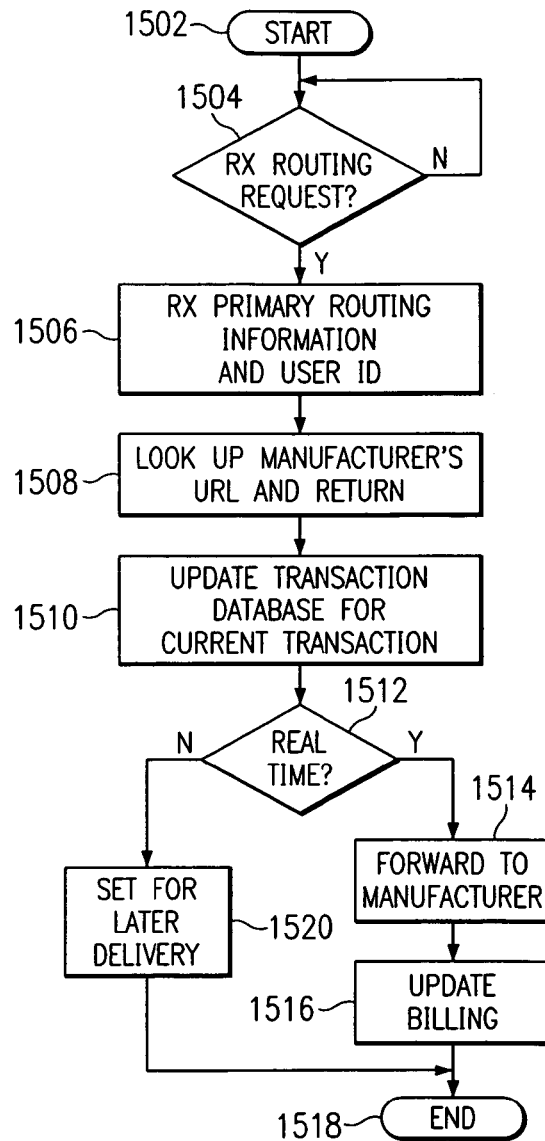 1502
START
1504
RX ROUTING
REQUEST?
N
Y
1506
RX PRIMARY ROUTING
INFORMATION
AND USER ID
1508
LOOK UP MANUFACTURER'S
URL AND RETURN
1510
UPDATE TRANSACTION
DATABASE FOR
CURRENT TRANSACTION
1512
N
REAL
TIME?
Y
1514
FORWARD TO
MANUFACTURER
SET FOR
LATER
DELIVERY
1520
1516
UPDATE
BILLING
1518
END